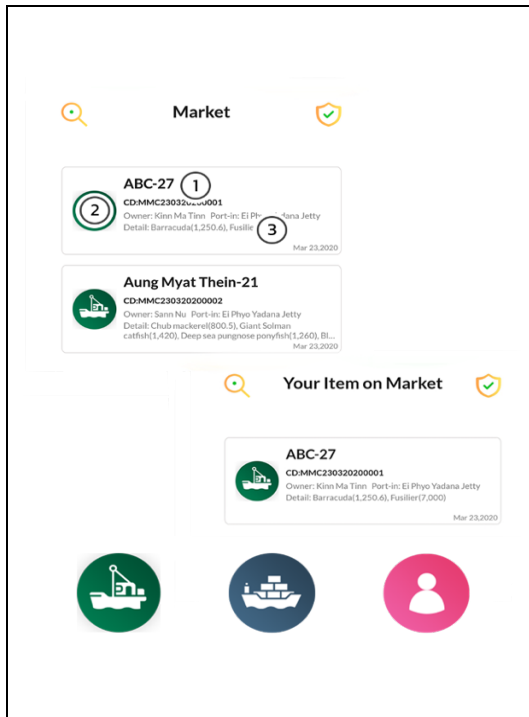 Market
ABC-27 1
2
CD:MMC230320200001
Owner: Kinn Ma Tinn Port-in: Ei Phyo Yadana Jetty
3
Detail: Barracuda(1,250.6), Fusilie
Mar 23,2020
Aung Myat Thein-21
CD:MMC230320200002
Owner: Sann Nu Port-in: Ei Phyo Yadana Jetty
Detail: Chub mackerel(800.5), Giant Solman
catfish(1,420), Deep sea pungnose ponyfish(1,260), Bl...
Mar 23,2020
Your Item on Market
ABC-27
CD:MMC230320200001
Owner: Kinn Ma Tinn Port-in: Ei Phyo Yadana Jetty
Detail: Barracuda(1,250.6), Fusilier(7,000)
Mar 23,2020